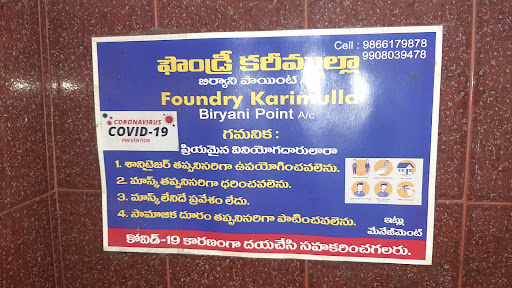 Cell : 9866179878
9908039478
ఫౌండ్రీ కరీముల్లా
బిర్యాని పాయింట్
Foundry Karimulla
Biryani Point A/c
CORONAVIRUS
COVID-19
PREVENTION
గమనిక :
ప్రియమైన వినియోగదారులారా
1. శానిటైజర్ తప్పనిసరిగా ఉపయోగించవలెను.
2. మాస్క్ తప్పనిసరిగా ధరించవలెను.
3. మాస్క్ లేనిదే ప్రవేశం లేదు.
4. సామాజిక దూరం తప్పనిసరిగా పాటించవలెను.
ఇట్లు
మేనేజ్‌మెంట్
కోవిడ్-19 కారణంగా దయచేసి సహకరించగలరు.